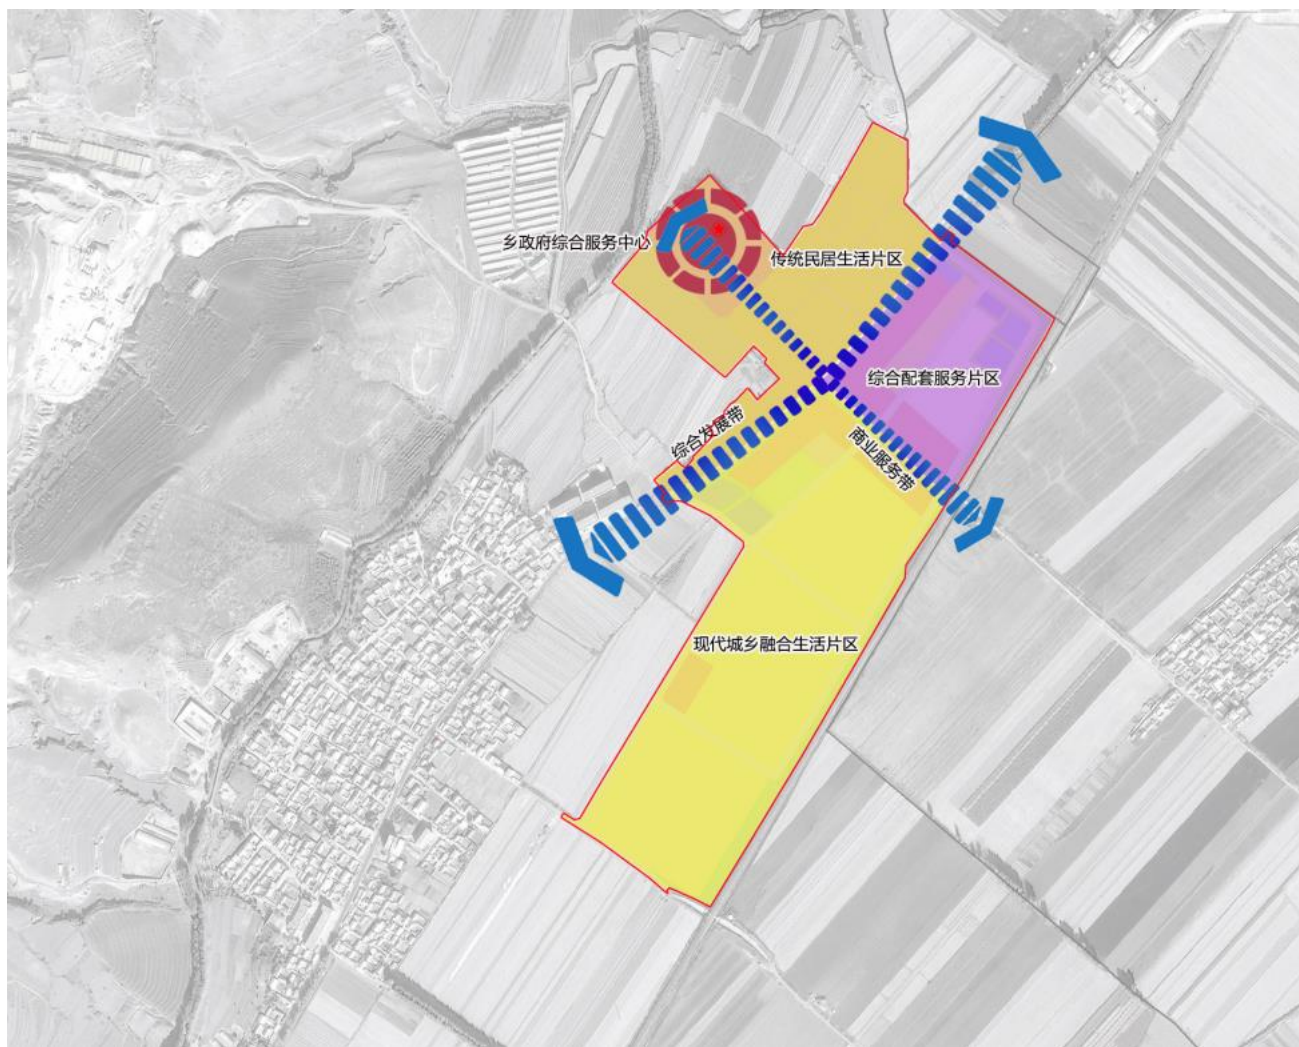 乡政府综合服务中心
传统民居生活片区
综合配套服务片区
综合发展带
商业服务带
现代城乡融合生活片区